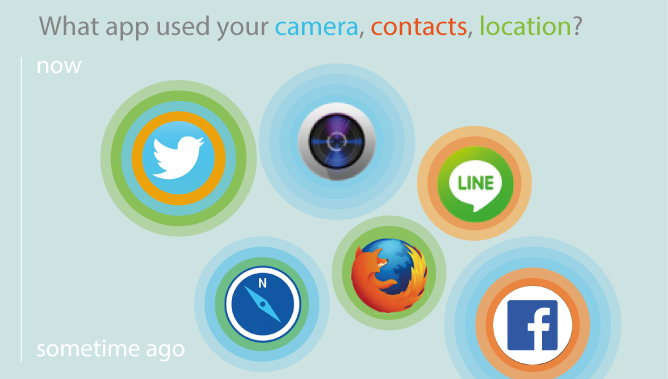 What app used your camera, contacts, location?
now
LINE
N
sometime ago